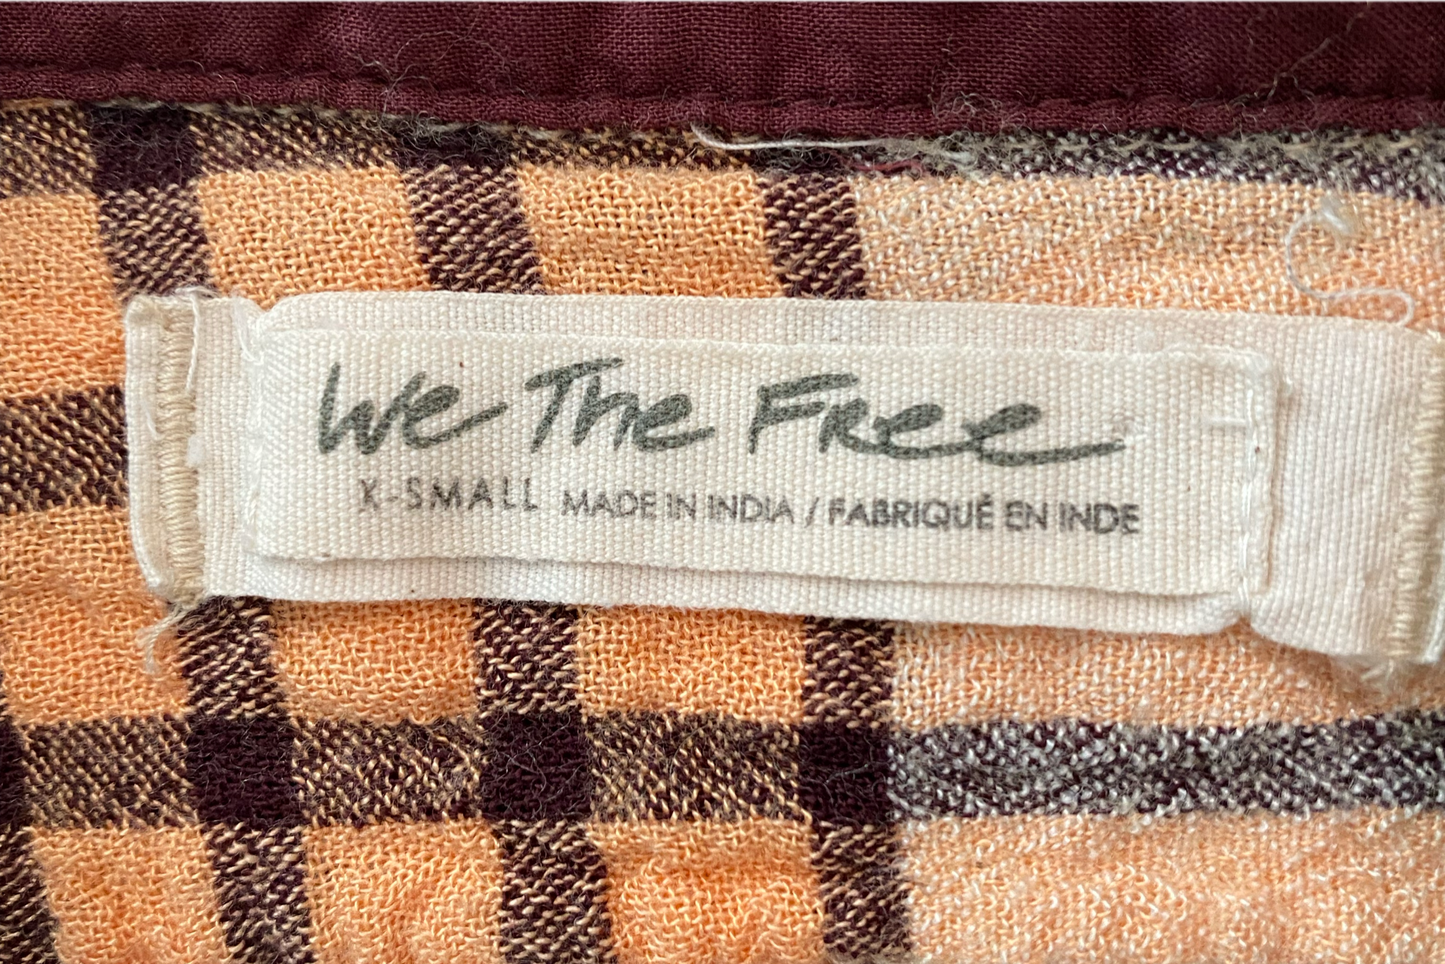 We The Free
X-SMALL MADE IN INDIA / FABRIQUÉ EN INDE